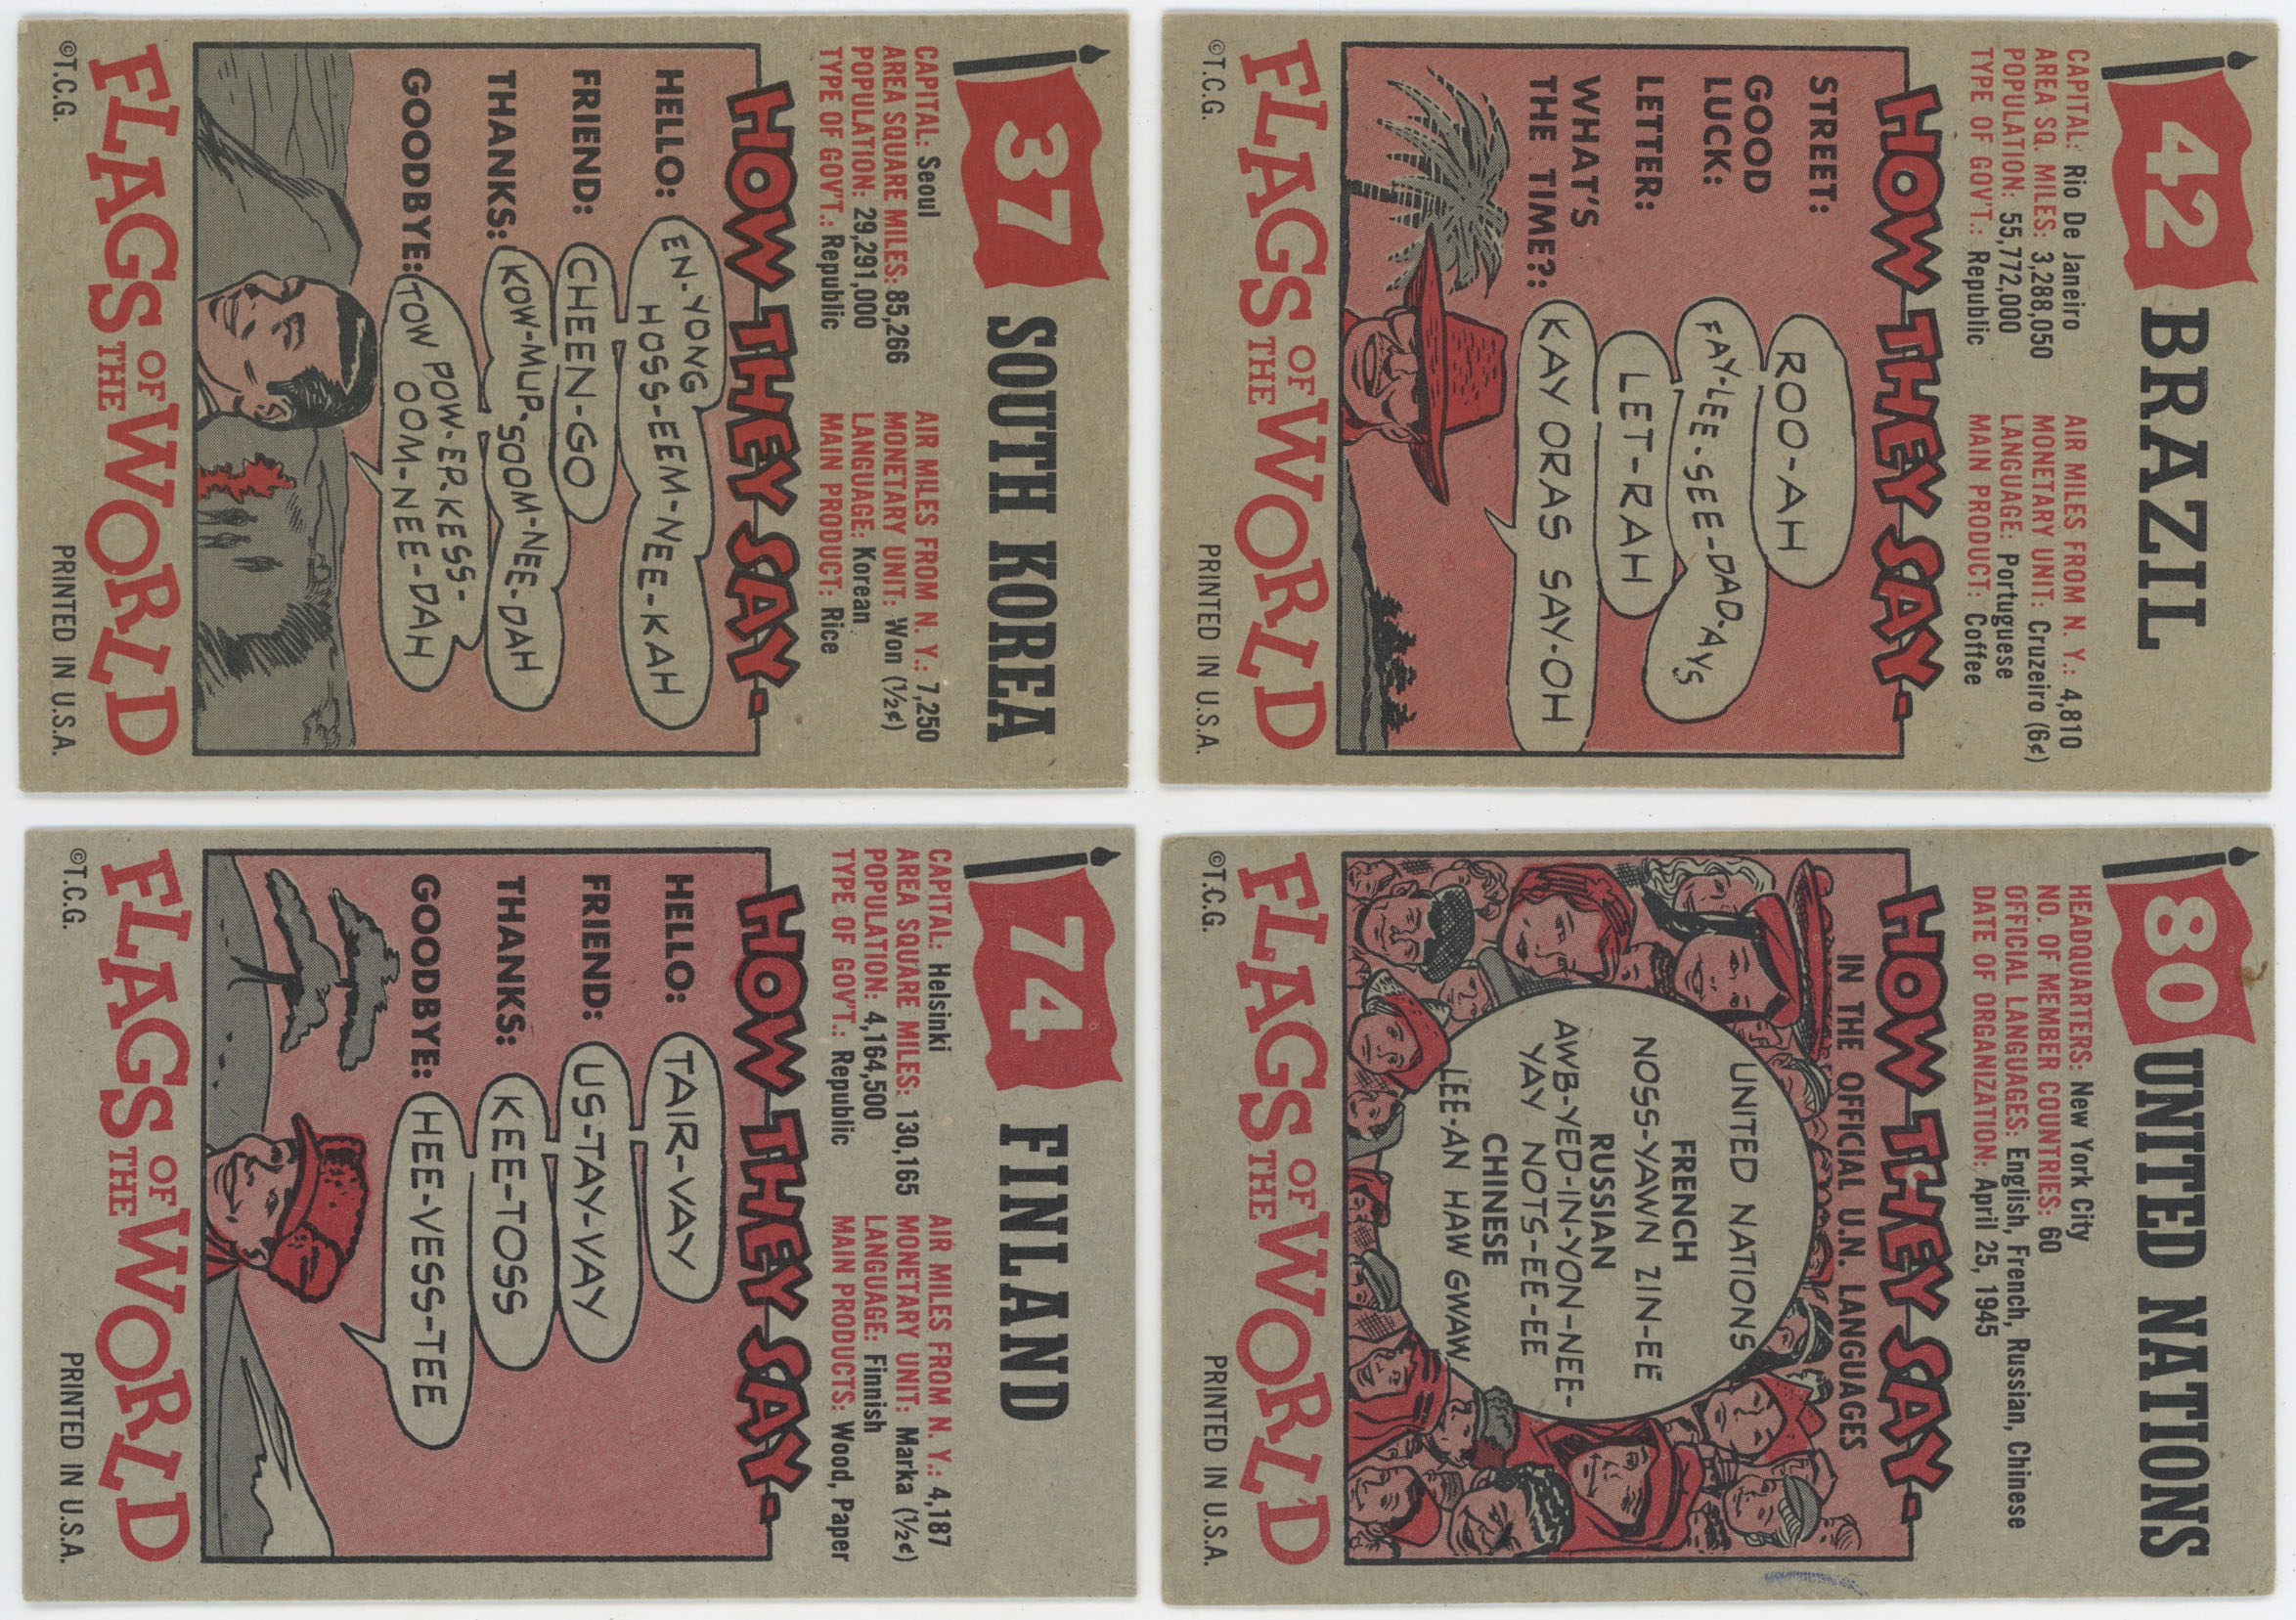 37
SOUTH KOREA
CAPITAL: Seoul
AREA SQUARE MILES: 85,266
POPULATION: 29,291,000
TYPE OF GOV'T.: Republic
AIR MILES FROM N. Y.: 7,250
MONETARY UNIT: Won (½¢)
LANGUAGE: Korean
MAIN PRODUCT: Rice
HOW THEY SAY-
HELLO: EN-YONG
HOSS-EEM-NEE-KAH
FRIEND: CHEEN-GO
THANKS: KOW-MUP-SOOM-NEE-DAH
GOODBYE: TOW POW-ER-KESS-
OOM-NEE-DAH
FLAGS OF THE WORLD
©T.C.G.
PRINTED IN U.S.A.
42
BRAZIL
CAPITAL: Rio De Janeiro
AREA SQ. MILES: 3,288,050
POPULATION: 55,772,000
TYPE OF GOV'T.: Republic
AIR MILES FROM N. Y.: 4,810
MONETARY UNIT: Cruzeiro (6¢)
LANGUAGE: Portuguese
MAIN PRODUCT: Coffee
HOW THEY SAY-
STREET: ROO-AH
GOOD
LUCK: FAY-LEE-SEE-DAD-AYS
LETTER: LET-RAH
WHAT'S
THE TIME?: KAY ORAS SAY-OH
FLAGS OF THE WORLD
©T.C.G.
PRINTED IN U.S.A.
74
FINLAND
CAPITAL: Helsinki
AREA SQUARE MILES: 130,165
POPULATION: 4,164,500
TYPE OF GOV'T.: Republic
AIR MILES FROM N. Y.: 4,187
MONETARY UNIT: Marka (½¢)
LANGUAGE: Finnish
MAIN PRODUCTS: Wood, Paper
HOW THEY SAY-
HELLO: TAIR-VAY
FRIEND: US-TAY-VAY
THANKS: KEE-TOSS
GOODBYE: HEE-VESS-TEE
FLAGS OF THE WORLD
©T.C.G.
PRINTED IN U.S.A.
80
UNITED NATIONS
HEADQUARTERS: New York City
NO. OF MEMBER COUNTRIES: 60
OFFICIAL LANGUAGES: English, French, Russian, Chinese
DATE OF ORGANIZATION: April 25, 1945
HOW THEY SAY-
IN THE OFFICIAL U.N. LANGUAGES
UNITED NATIONS
FRENCH
NOSS-YAWN ZIN-EE
RUSSIAN
AWB-YED-IN-YON-NEE-
YAY NOTS-EE-EE
CHINESE
LEE-AN HAW GWAW
FLAGS OF THE WORLD
©T.C.G.
PRINTED IN U.S.A.